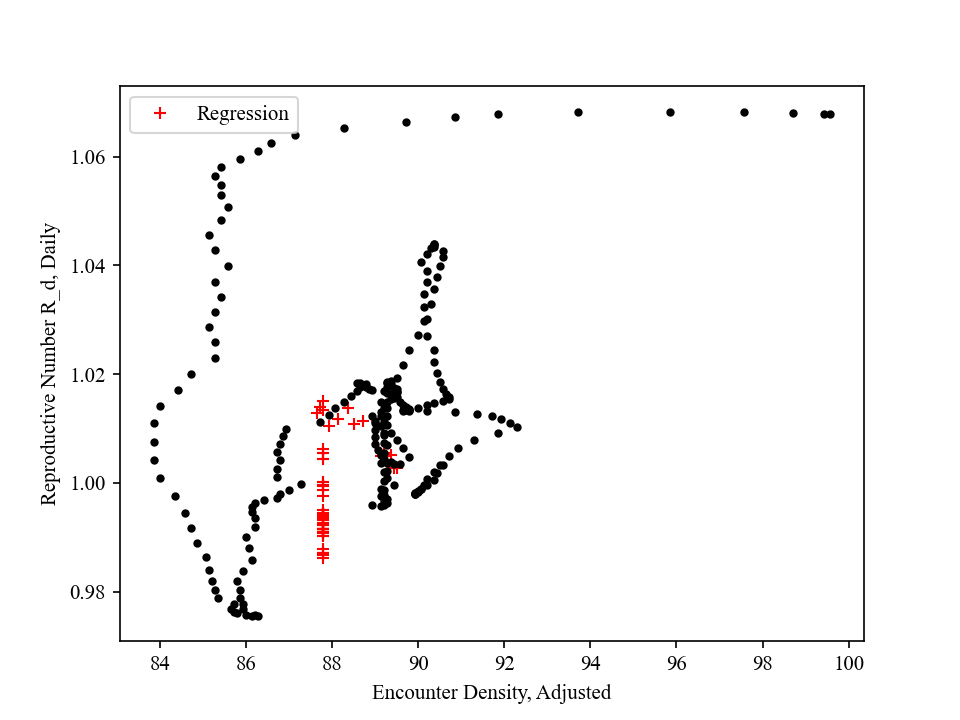 Regression
1.06
1.04
1.02
1.00
0.98
Reproductive Number R_d, Daily
84 86 88 90 92 94 96 98 100
Encounter Density, Adjusted